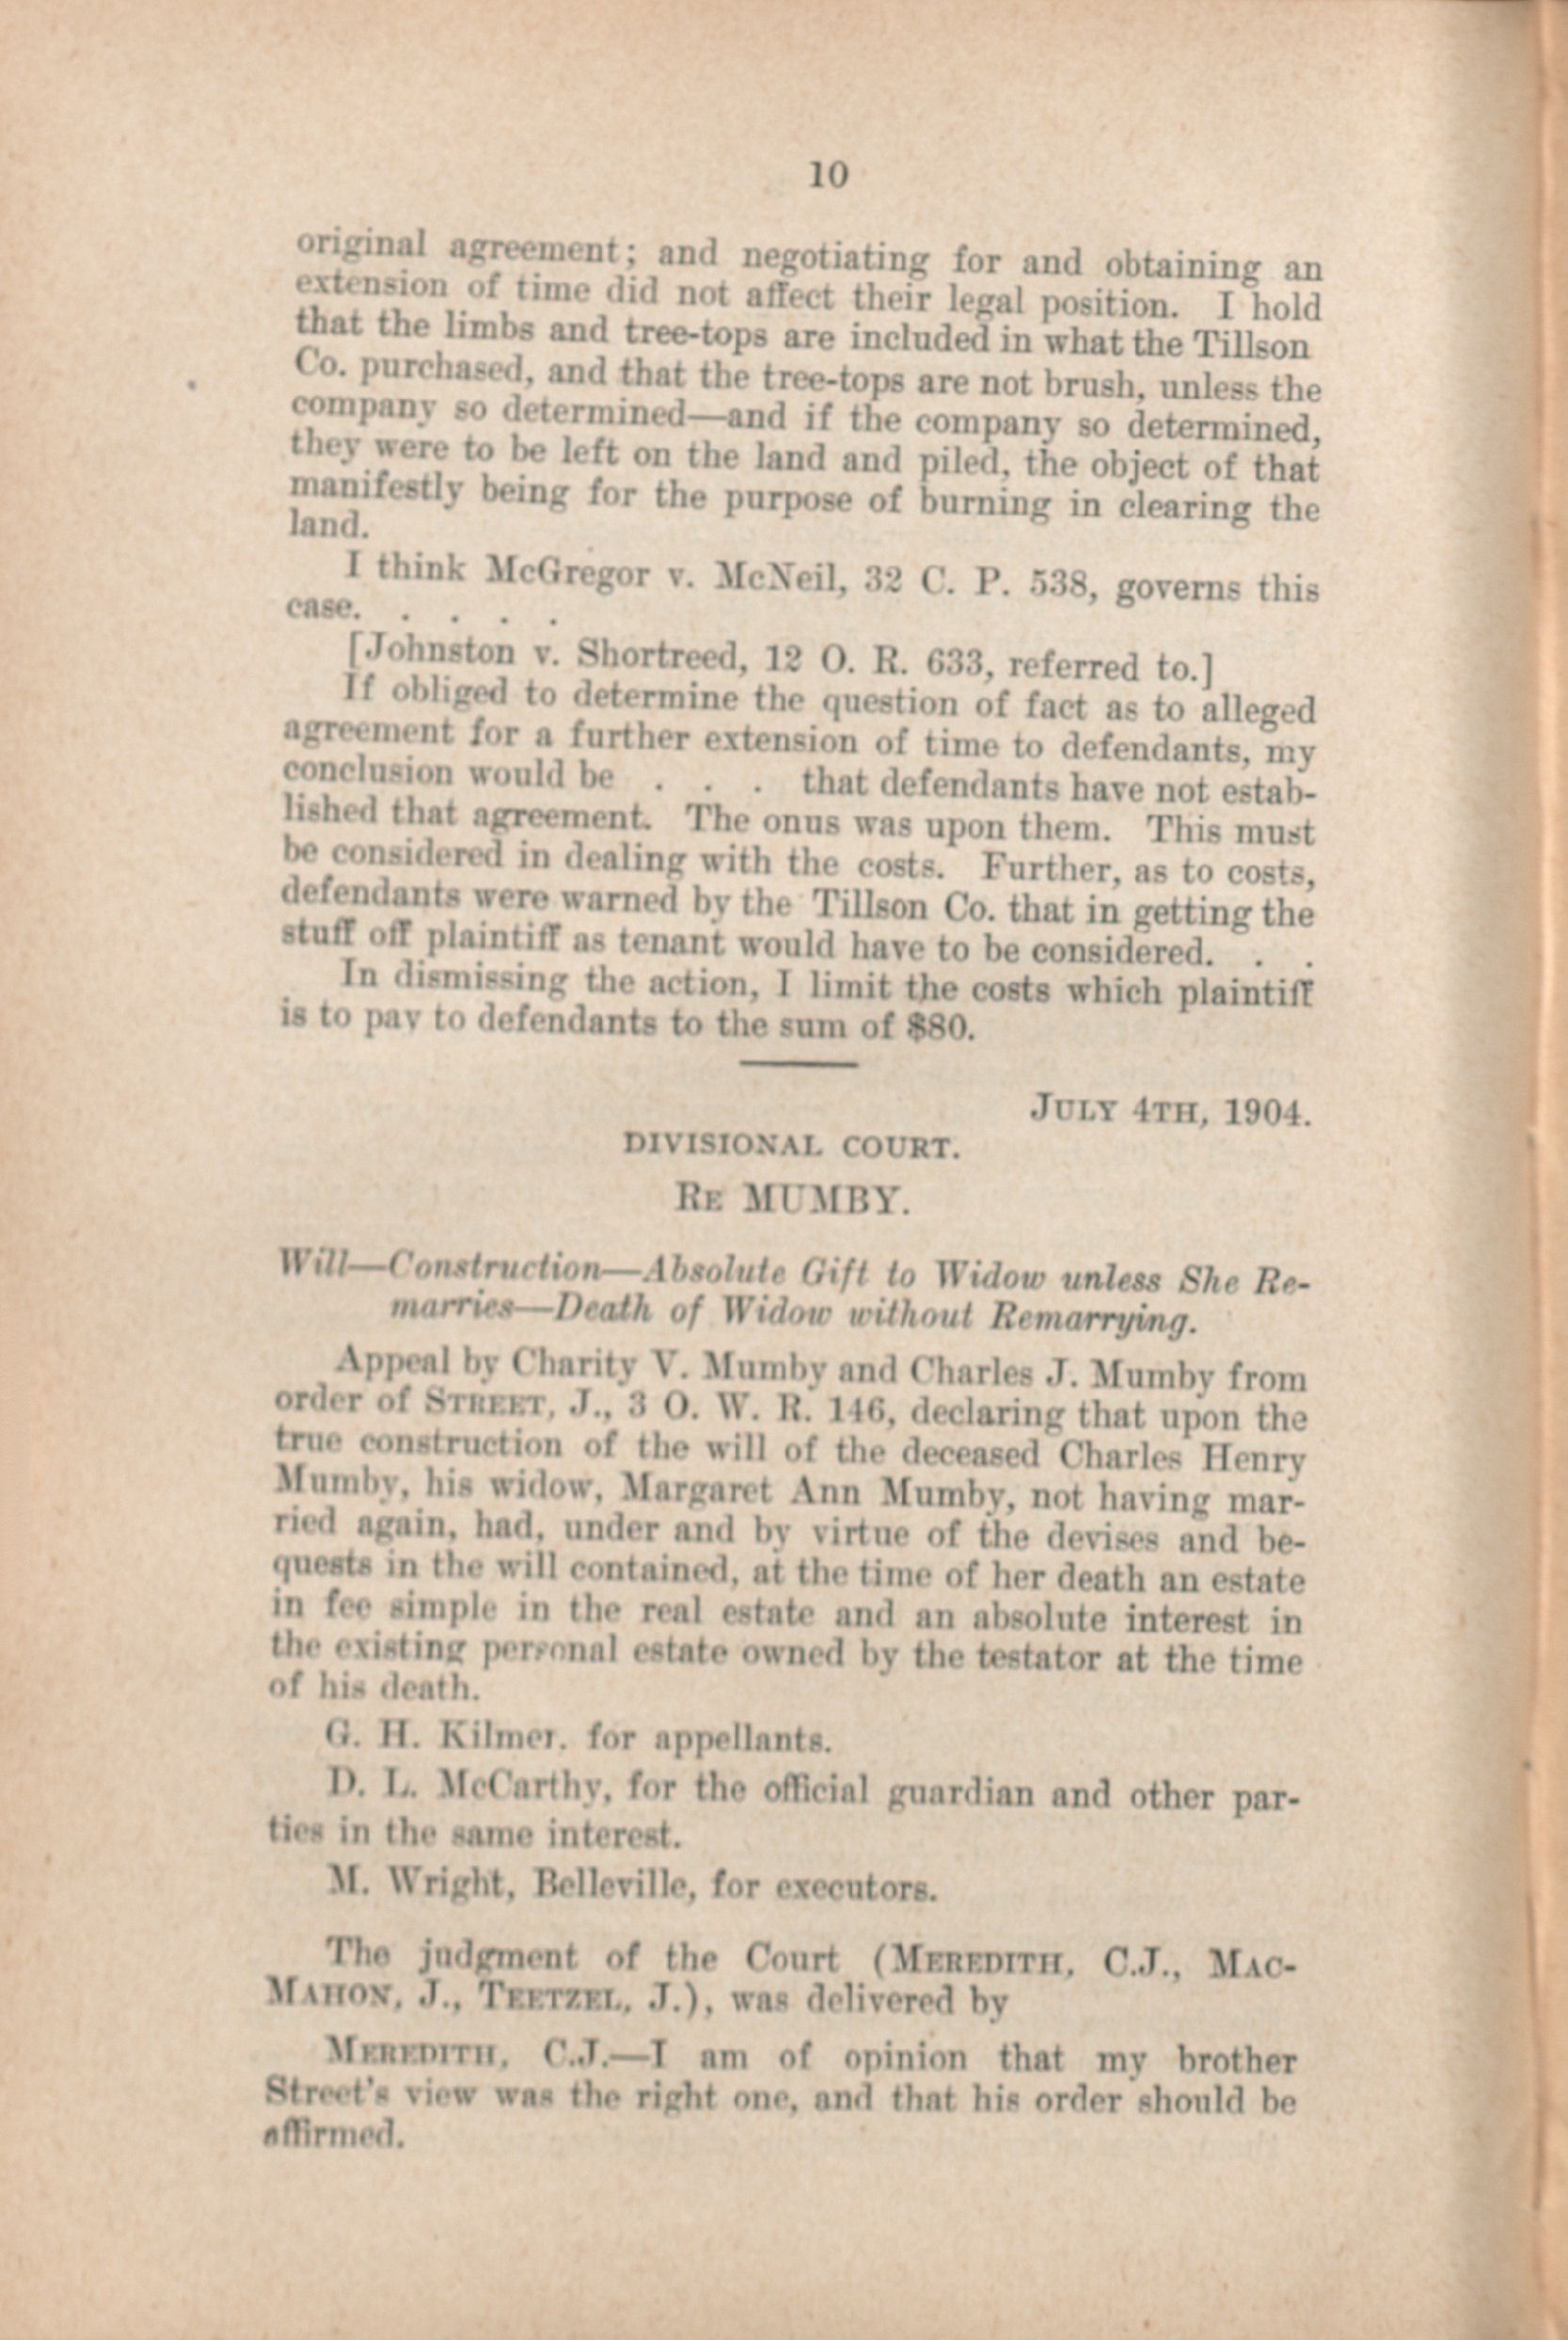 10
original agreement; and negotiating for and obtaining an
extension of time did not affect their legal position. I hold
that the limbs and tree-tops are included in what the Tillson
Co. purchased, and that the tree-tops are not brush, unless the
company so determined—and if the company so determined,
they were to be left on the land and piled, the object of that
manifestly being for the purpose of burning in clearing the
land.
I think McGregor v. McNeil, 32 C. P. 538, governs this
case. . . . . .
[Johnston v. Shortreed, 12 O. R. 633, referred to.]
If obliged to determine the question of fact as to alleged
agreement for a further extension of time to defendants, my
conclusion would be . . . that defendants have not estab-
lished that agreement. The onus was upon them. This must
be considered in dealing with the costs. Further, as to costs,
defendants were warned by the Tillson Co. that in getting the
stuff off plaintiff as tenant would have to be considered. . .
In dismissing the action, I limit the costs which plaintiff
is to pay to defendants to the sum of $80.
JULY 4TH, 1904.
DIVISIONAL COURT.
RE MUMBY.
Will—Construction—Absolute Gift to Widow unless She Re-
marries—Death of Widow without Remarrying.
Appeal by Charity V. Mumby and Charles J. Mumby from
order of STREET, J., 3 O. W. R. 146, declaring that upon the
true construction of the will of the deceased Charles Henry
Mumby, his widow, Margaret Ann Mumby, not having mar-
ried again, had, under and by virtue of the devises and be-
quests in the will contained, at the time of her death an estate
in fee simple in the real estate and an absolute interest in
the existing personal estate owned by the testator at the time
of his death.
G. H. Kilmer, for appellants.
D. L. McCarthy, for the official guardian and other par-
ties in the same interest.
M. Wright, Belleville, for executors.
The judgment of the Court (MEREDITH, C.J., MAC-
MAHON, J., TEETZEL, J.), was delivered by
MEREDITH, C.J.—I am of opinion that my brother
Street's view was the right one, and that his order should be
affirmed.